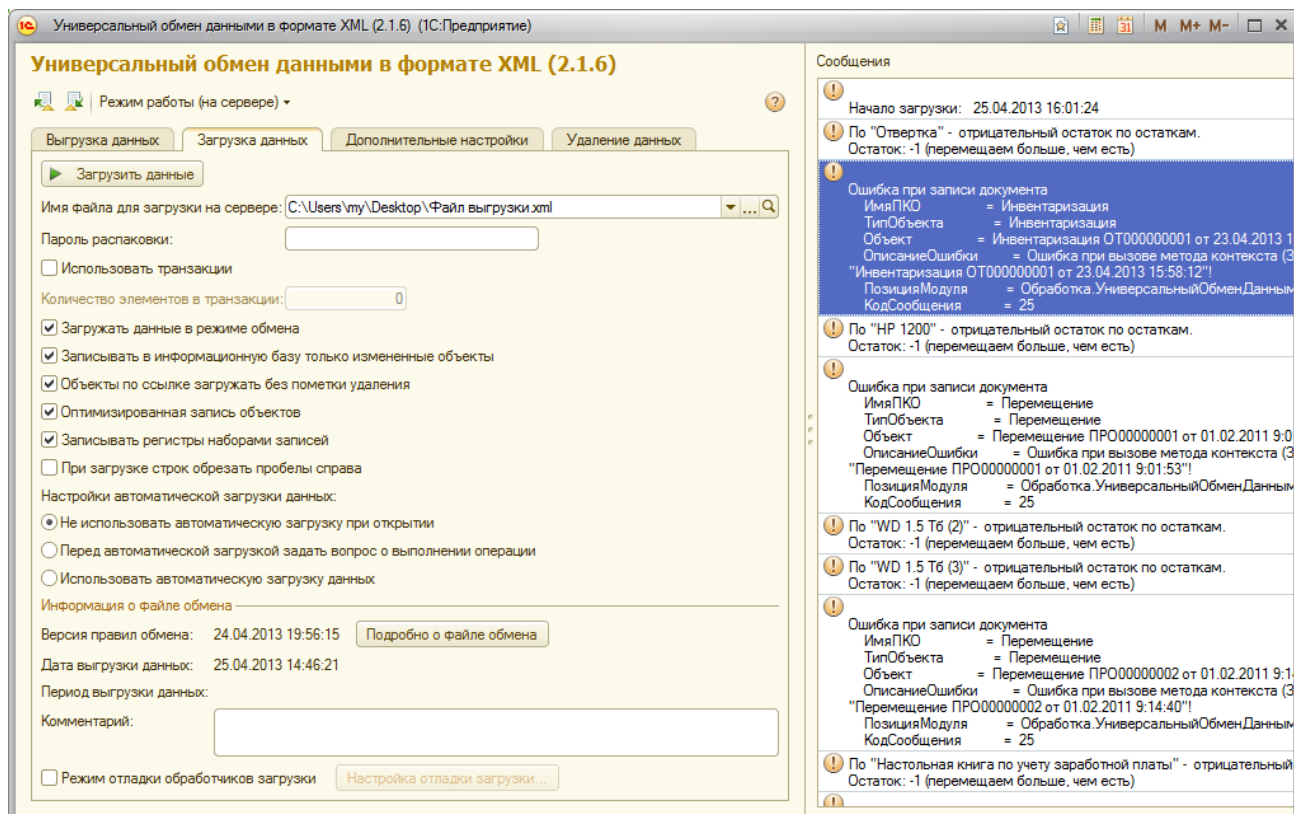 Универсальный обмен данными в формате XML (2.1.6) (1С:Предприятие)
31 M M+ M-
Универсальный обмен данными в формате XML (2.1.6)
Режим работы (на сервере)
Выгрузка данных
Загрузка данных
Дополнительные настройки
Удаление данных
Загрузить данные
Имя файла для загрузки на сервере: C:\Users\my\Desktop\Файл выгрузки.xml
Пароль распаковки:
Использовать транзакции
Количество элементов в транзакции: 0
Загружать данные в режиме обмена
Записывать в информационную базу только измененные объекты
Объекты по ссылке загружать без пометки удаления
Оптимизированная запись объектов
Записывать регистры наборами записей
При загрузке строк обрезать пробелы справа
Настройки автоматической загрузки данных:
Не использовать автоматическую загрузку при открытии
Перед автоматической загрузкой задать вопрос о выполнении операции
Использовать автоматическую загрузку данных
Информация о файле обмена
Версия правил обмена: 24.04.2013 19:56:15 Подробно о файле обмена
Дата выгрузки данных: 25.04.2013 14:46:21
Период выгрузки данных:
Комментарий:
Режим отладки обработчиков загрузки Настройка отладки загрузки...
Сообщения
Начало загрузки: 25.04.2013 16:01:24
По "Отвертка" - отрицательный остаток по остаткам.
Остаток: -1 (перемещаем больше, чем есть)
Ошибка при записи документа
ИмяПКО = Инвентаризация
ТипОбъекта = Инвентаризация
Объект = Инвентаризация ОТ000000001 от 23.04.2013 1
ОписаниеОшибки = Ошибка при вызове метода контекста (З
"Инвентаризация ОТ000000001 от 23.04.2013 15:58:12"!
ПозицияМодуля = Обработка.УниверсальныйОбменДанным
КодСообщения = 25
По "HP 1200" - отрицательный остаток по остаткам.
Остаток: -1 (перемещаем больше, чем есть)
Ошибка при записи документа
ИмяПКО = Перемещение
ТипОбъекта = Перемещение
Объект = Перемещение ПРО00000001 от 01.02.2011 9:0
ОписаниеОшибки = Ошибка при вызове метода контекста (З
"Перемещение ПРО00000001 от 01.02.2011 9:01:53"!
ПозицияМодуля = Обработка.УниверсальныйОбменДанным
КодСообщения = 25
По "WD 1.5 Тб (2)" - отрицательный остаток по остаткам.
Остаток: -1 (перемещаем больше, чем есть)
По "WD 1.5 Тб (3)" - отрицательный остаток по остаткам.
Остаток: -1 (перемещаем больше, чем есть)
Ошибка при записи документа
ИмяПКО = Перемещение
ТипОбъекта = Перемещение
Объект = Перемещение ПРО00000002 от 01.02.2011 9:1
ОписаниеОшибки = Ошибка при вызове метода контекста (З
"Перемещение ПРО00000002 от 01.02.2011 9:14:40"!
ПозицияМодуля = Обработка.УниверсальныйОбменДанным
КодСообщения = 25
По "Настольная книга по учету заработной платы" - отрицательный
Остаток: -1 (перемещаем больше, чем есть)